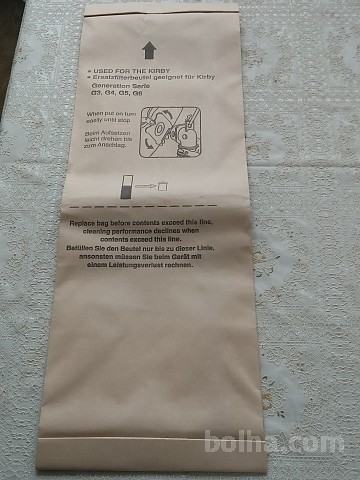 • USED FOR THE KIRBY
• Ersatzfilterbeutel geeignet für Kirby
Generation Serie
G3, G4, G5, G6
When put on turn
easily until stop
Beim Aufsetzen
leicht drehen bis
zum Anschlag.
Replace bag before contents exceed this line,
cleaning performance declines when
contents exceed this line.
Befüllen Sie den Beutel nur bis zu dieser Linie,
ansonsten müssen Sie beim Gerät mit
einem Leistungsverlust rechnen.
bolha.com